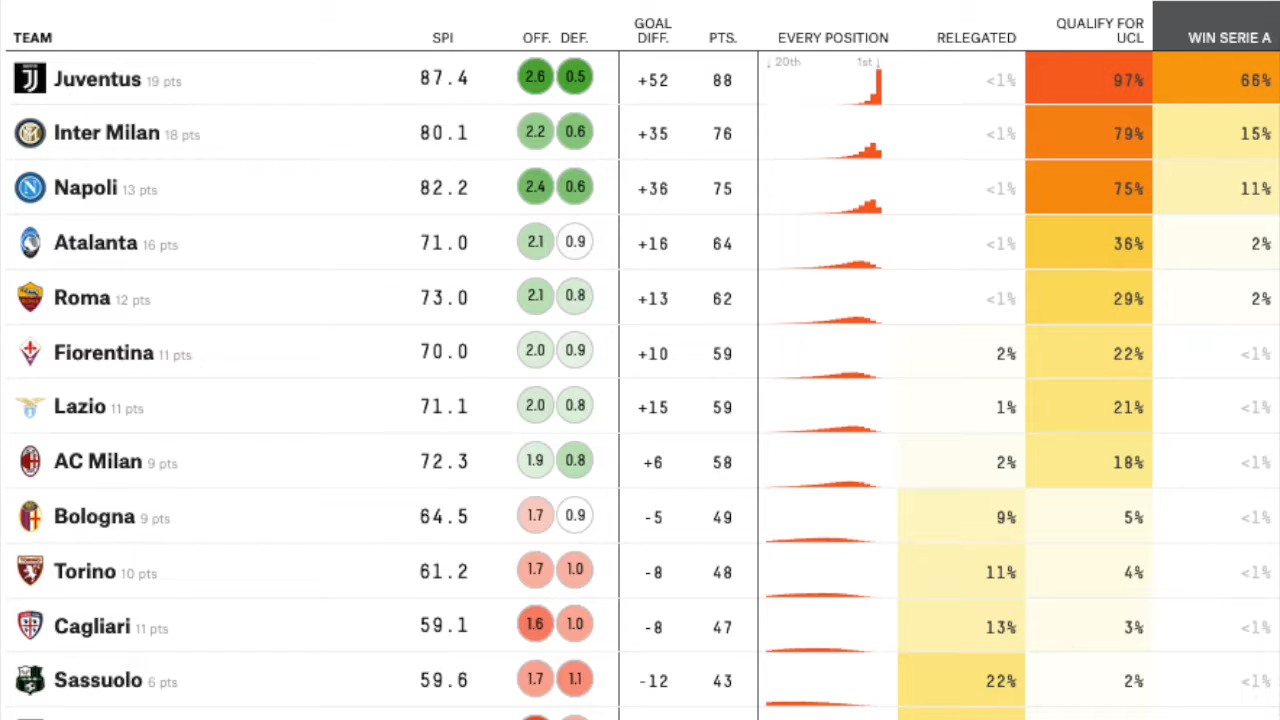 TEAM SPI OFF. DEF. GOAL DIFF. PTS. EVERY POSITION RELEGATED QUALIFY FOR UCL WIN SERIE A
↓ 20th 1st ↓
Juventus 19 pts 87.4 2.6 0.5 +52 88 <1% 97% 66%
Inter Milan 18 pts 80.1 2.2 0.6 +35 76 <1% 79% 15%
Napoli 13 pts 82.2 2.4 0.6 +36 75 <1% 75% 11%
Atalanta 16 pts 71.0 2.1 0.9 +16 64 <1% 36% 2%
Roma 12 pts 73.0 2.1 0.8 +13 62 <1% 29% 2%
Fiorentina 11 pts 70.0 2.0 0.9 +10 59 2% 22% <1%
Lazio 11 pts 71.1 2.0 0.8 +15 59 1% 21% <1%
AC Milan 9 pts 72.3 1.9 0.8 +6 58 2% 18% <1%
Bologna 9 pts 64.5 1.7 0.9 -5 49 9% 5% <1%
Torino 10 pts 61.2 1.7 1.0 -8 48 11% 4% <1%
Cagliari 11 pts 59.1 1.6 1.0 -8 47 13% 3% <1%
Sassuolo 6 pts 59.6 1.7 1.1 -12 43 22% 2% <1%